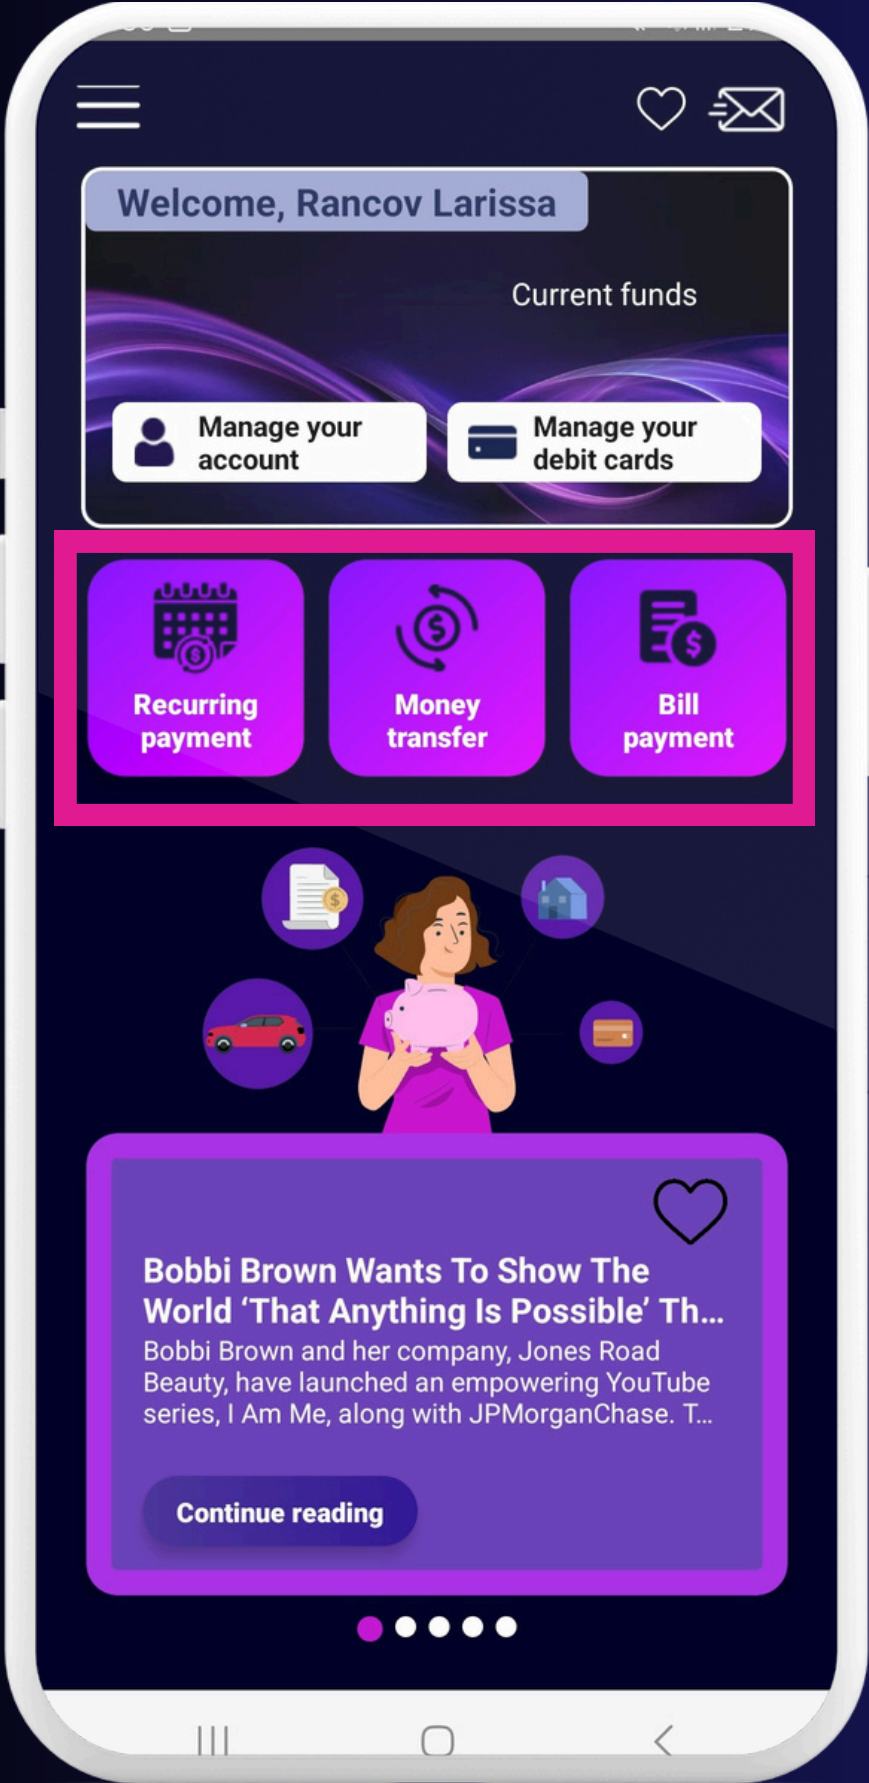 Welcome, Rancov Larissa
Current funds
Manage your
account
Manage your
debit cards
Recurring
payment
Money
transfer
Bill
payment
Bobbi Brown Wants To Show The
World ‘That Anything Is Possible’ Th...
Bobbi Brown and her company, Jones Road
Beauty, have launched an empowering YouTube
series, I Am Me, along with JPMorganChase. T...
Continue reading